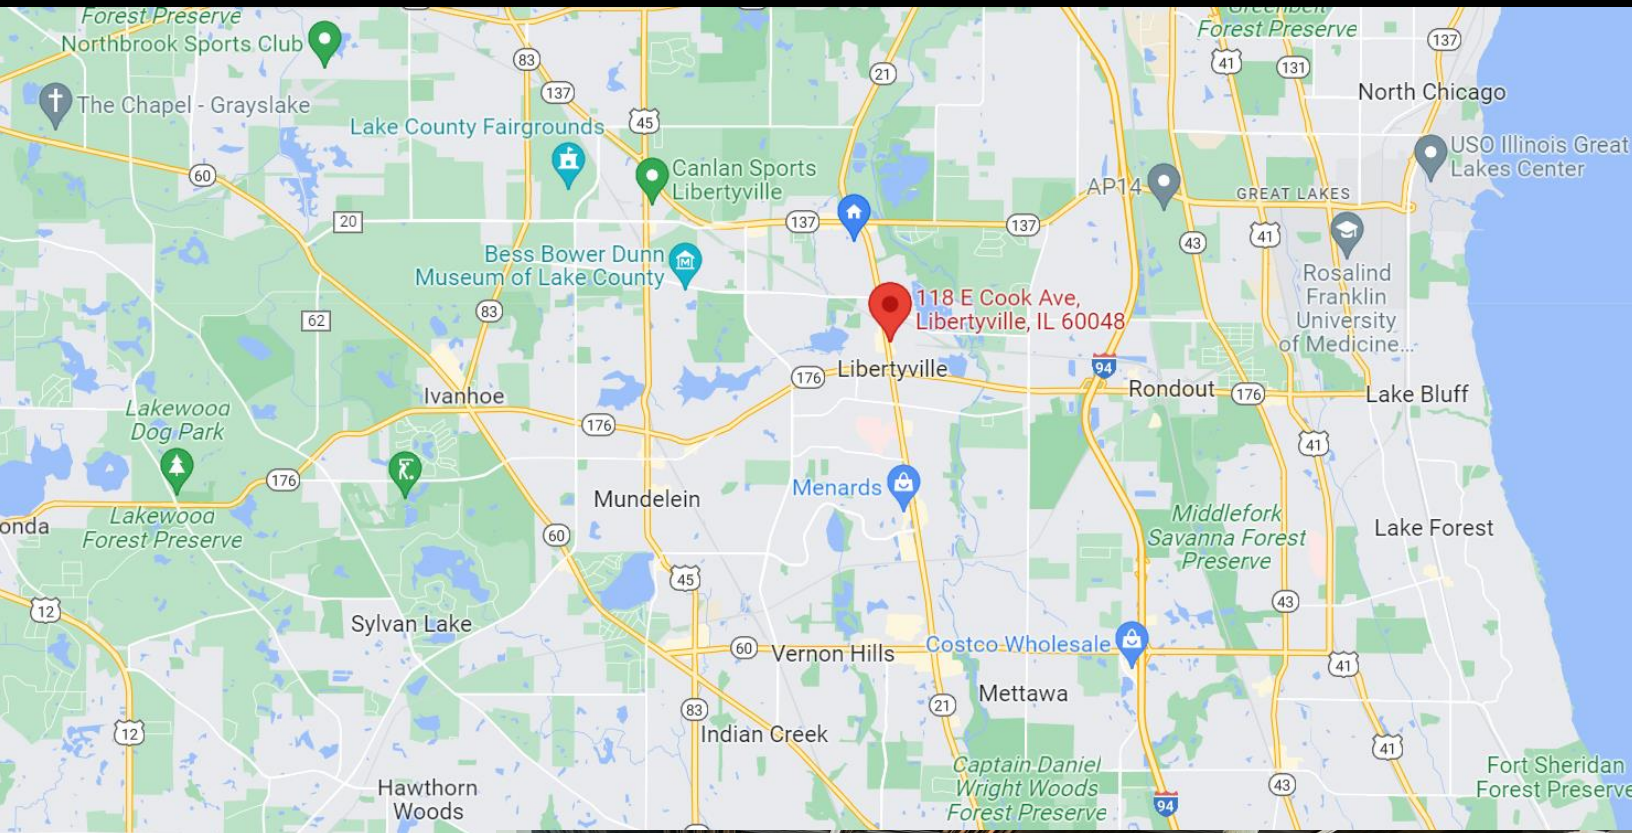 Forest Preserve
Northbrook Sports Club
83
21
Greenbelt
Forest Preserve
41
131
137
The Chapel - Grayslake
137
45
North Chicago
Lake County Fairgrounds
USO Illinois Great
Lakes Center
60
Canlan Sports
Libertyville
AP14
GREAT LAKES
20
137
137
43
41
Bess Bower Dunn
Museum of Lake County
Rosalind
Franklin
University
of Medicine...
62
83
118 E Cook Ave,
Libertyville, IL 60048
94
Libertyville
176
Rondout
176
Lake Bluff
Ivanhoe
Lakewood
Dog Park
176
41
176
Menards
Mundelein
Lakewood
Forest Preserve
onda
60
Middlefork
Savanna Forest
Preserve
Lake Forest
45
43
12
Sylvan Lake
60
Vernon Hills
Costco Wholesale
41
Mettawa
83
21
12
Indian Creek
41
Captain Daniel
Wright Woods
Forest Preserve
Fort Sheridan
Forest Preserve
43
Hawthorn
Woods
94